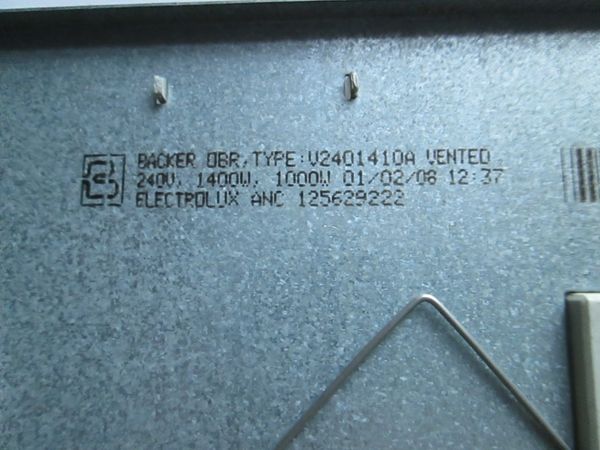 BACKER OBR, TYPE:V2401410A VENTED
240V, 1400W, 1000W 01/02/08 12:37
ELECTROLUX ANC 125629222